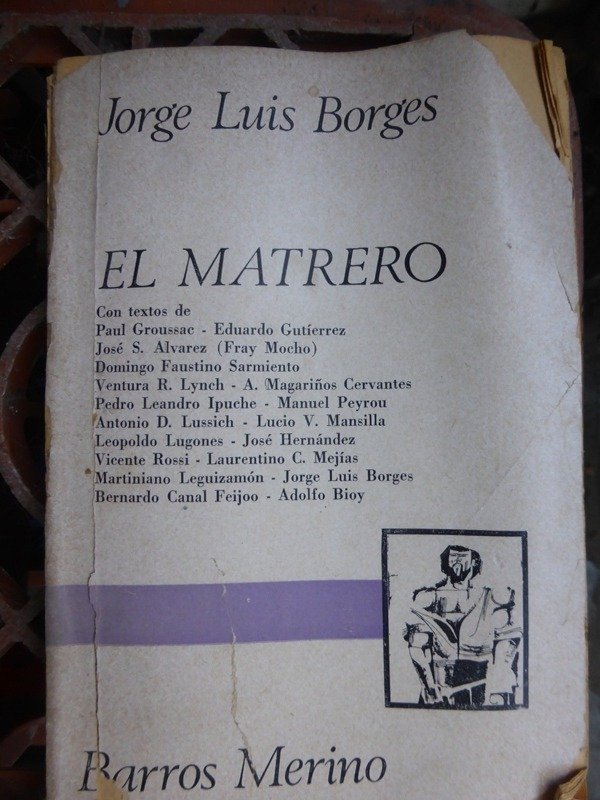 Jorge Luis Borges
EL MATRERO
Con textos de
Paul Groussac - Eduardo Gutíerrez
José S. Alvarez (Fray Mocho)
Domingo Faustino Sarmiento
Ventura R. Lynch - A. Magariños Cervantes
Pedro Leandro Ipuche - Manuel Peyrou
Antonio D. Lussich - Lucio V. Mansilla
Leopoldo Lugones - José Hernández
Vicente Rossi - Laurentino C. Mejías
Martiniano Leguizamón - Jorge Luis Borges
Bernardo Canal Feijoo - Adolfo Bioy
Barros Merino